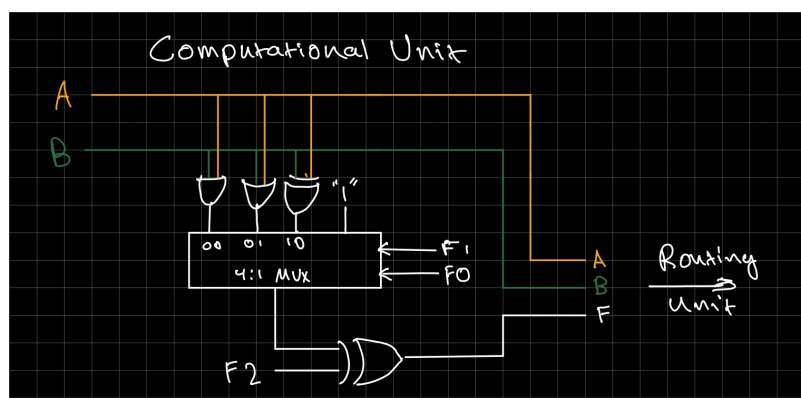 Computational Unit
A
B
"1"
00 01 10
F1
4:1 MUX
F0
A
B
F
Routing
Unit
F2